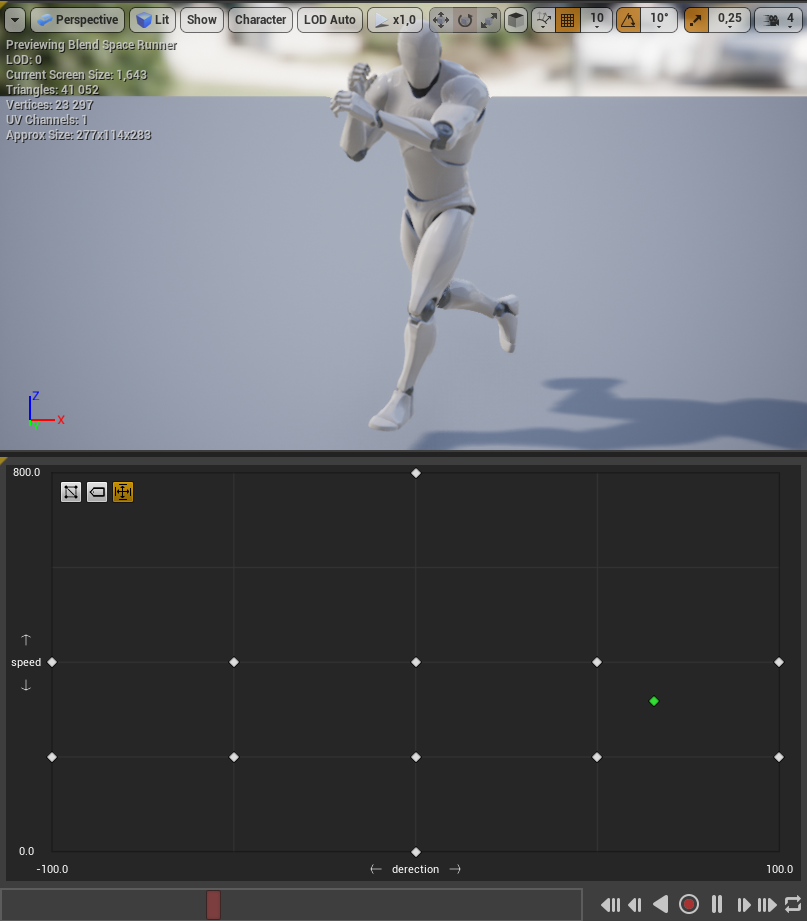 Perspective Lit Show Character LOD Auto x1,0 10 10° 0,25 4
Previewing Blend Space Runner
LOD: 0
Current Screen Size: 1,643
Triangles: 41 052
Vertices: 23 297
UV Channels: 1
Approx Size: 277x114x283
Z
X
Y
800.0
speed
0.0
-100.0 derection 100.0